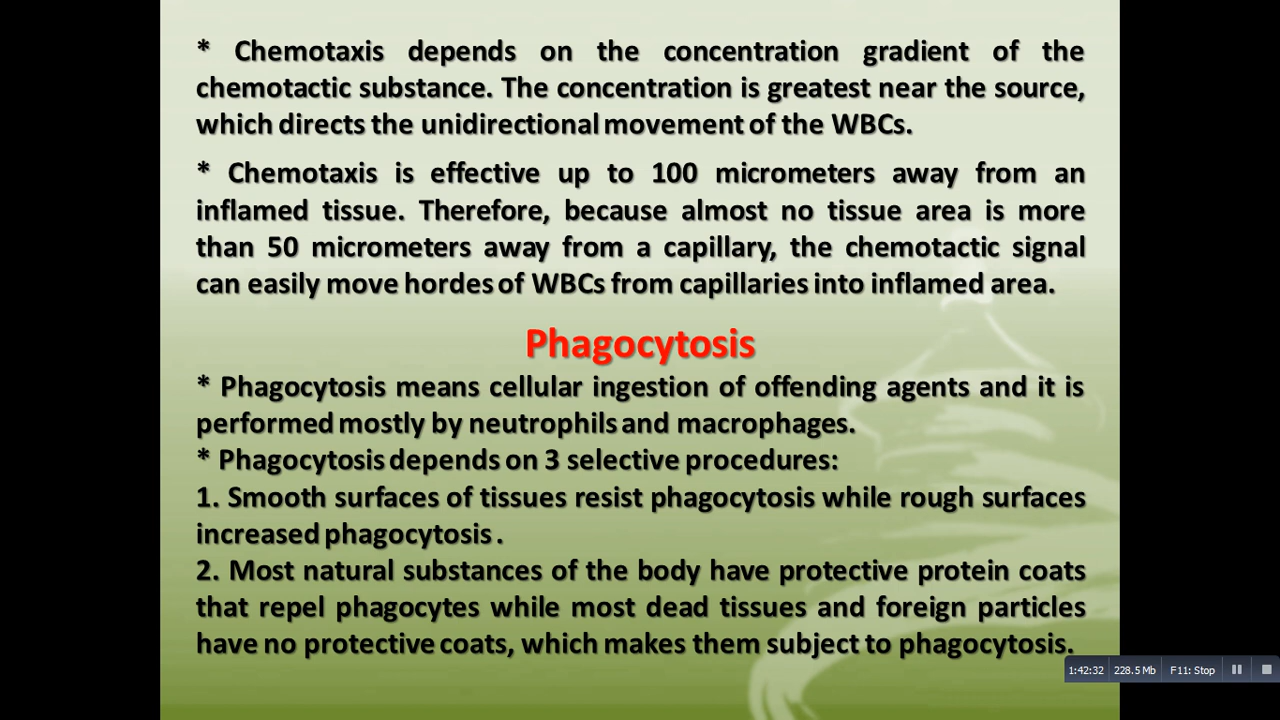 * Chemotaxis depends on the concentration gradient of the
chemotactic substance. The concentration is greatest near the source,
which directs the unidirectional movement of the WBCs.
* Chemotaxis is effective up to 100 micrometers away from an
inflamed tissue. Therefore, because almost no tissue area is more
than 50 micrometers away from a capillary, the chemotactic signal
can easily move hordes of WBCs from capillaries into inflamed area.
Phagocytosis
* Phagocytosis means cellular ingestion of offending agents and it is
performed mostly by neutrophils and macrophages.
* Phagocytosis depends on 3 selective procedures:
1. Smooth surfaces of tissues resist phagocytosis while rough surfaces
increased phagocytosis .
2. Most natural substances of the body have protective protein coats
that repel phagocytes while most dead tissues and foreign particles
have no protective coats, which makes them subject to phagocytosis.
1:42:32 228.5 Mb F11: Stop